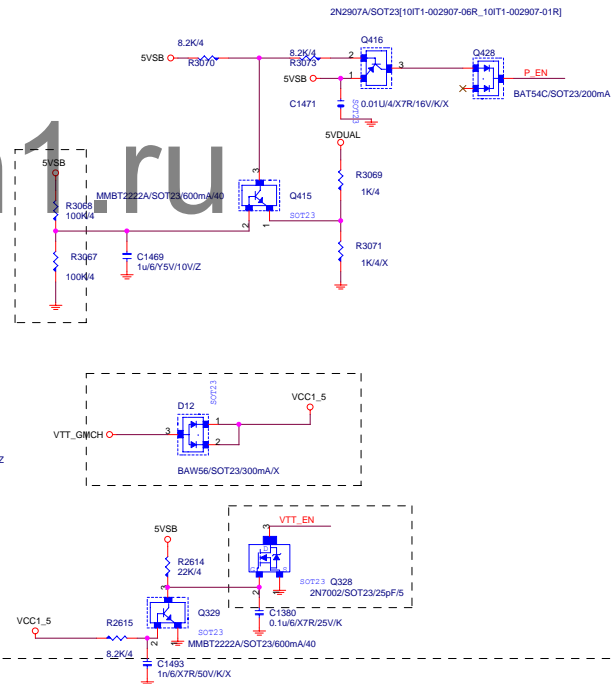 2N2907A/SOT23[10IT1-002907-06R_10IT1-002907-01R]
Q416
8.2K/4
8.2K/4
2
Q428
5VSB
R3070
R3073
3
P_EN
5VSB
1
BAT54C/SOT23/200mA
C1471
SOT23
0.01U/4/X7R/16V/K/X
5VDUAL
1.ru
5VSB
3
R3069
MMBT2222A/SOT23/600mA/40
Q415
1K/4
R3068
100K/4
SOT23
2
1
R3067
C1469
R3071
1u/6/Y5V/10V/Z
1K/4/X
100K/4
SOT23
VCC1_5
D12
1
VTT_GMCH
3
2
Z
BAW56/SOT23/300mA/X
VTT_EN
5VSB
3
D
R2614
22K/4
G
S
SOT23
Q328
2N7002/SOT23/25pF/5
3
1
Q329
C1380
VCC1_5
R2615
SOT23
0.1u/6/X7R/25V/K
2
1
MMBT2222A/SOT23/600mA/40
8.2K/4
C1493
1n/6/X7R/50V/K/X